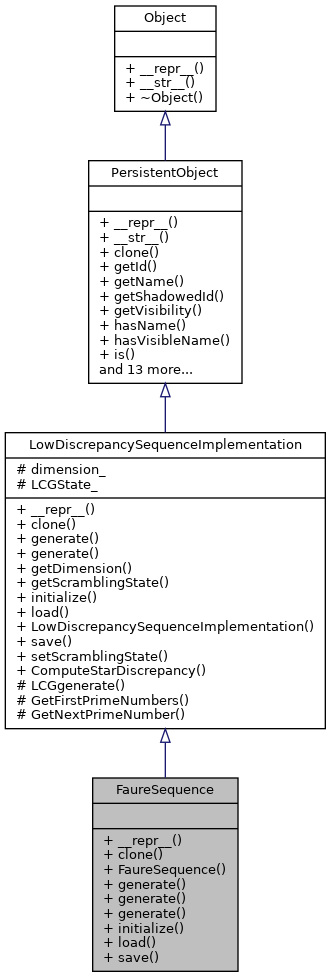 Object
+ __repr__()
+ __str__()
+ ~Object()
PersistentObject
+ __repr__()
+ __str__()
+ clone()
+ getId()
+ getName()
+ getShadowedId()
+ getVisibility()
+ hasName()
+ hasVisibleName()
+ is()
and 13 more...
LowDiscrepancySequenceImplementation
# dimension_
# LCGState_
+ __repr__()
+ clone()
+ generate()
+ generate()
+ getDimension()
+ getScramblingState()
+ initialize()
+ load()
+ LowDiscrepancySequenceImplementation()
+ save()
+ setScramblingState()
+ ComputeStarDiscrepancy()
# LCGgenerate()
# GetFirstPrimeNumbers()
# GetNextPrimeNumber()
FaureSequence
+ __repr__()
+ clone()
+ FaureSequence()
+ generate()
+ generate()
+ generate()
+ initialize()
+ load()
+ save()